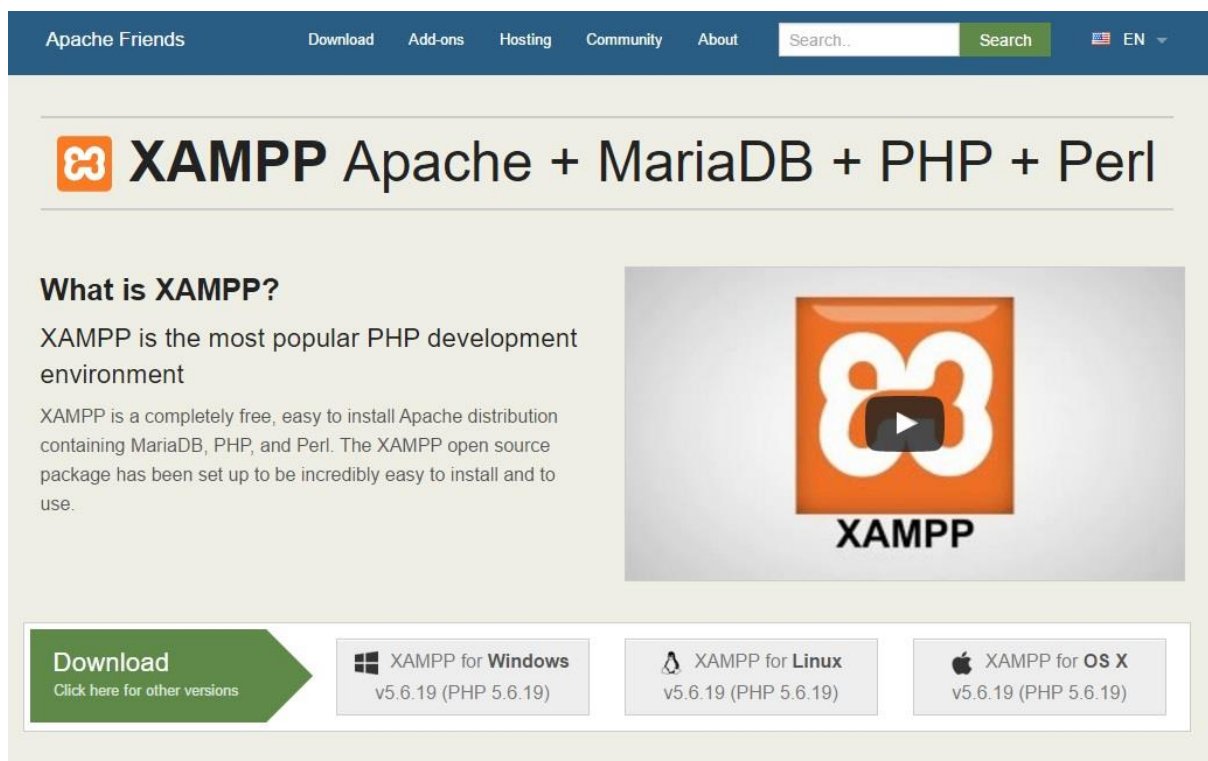 Apache Friends Download Add-ons Hosting Community About Search.. Search EN
XAMPP Apache + MariaDB + PHP + Perl
What is XAMPP?
XAMPP is the most popular PHP development
environment
XAMPP is a completely free, easy to install Apache distribution
containing MariaDB, PHP, and Perl. The XAMPP open source
package has been set up to be incredibly easy to install and to
use.
XAMPP
Download
Click here for other versions
XAMPP for Windows
v5.6.19 (PHP 5.6.19)
XAMPP for Linux
v5.6.19 (PHP 5.6.19)
XAMPP for OS X
v5.6.19 (PHP 5.6.19)